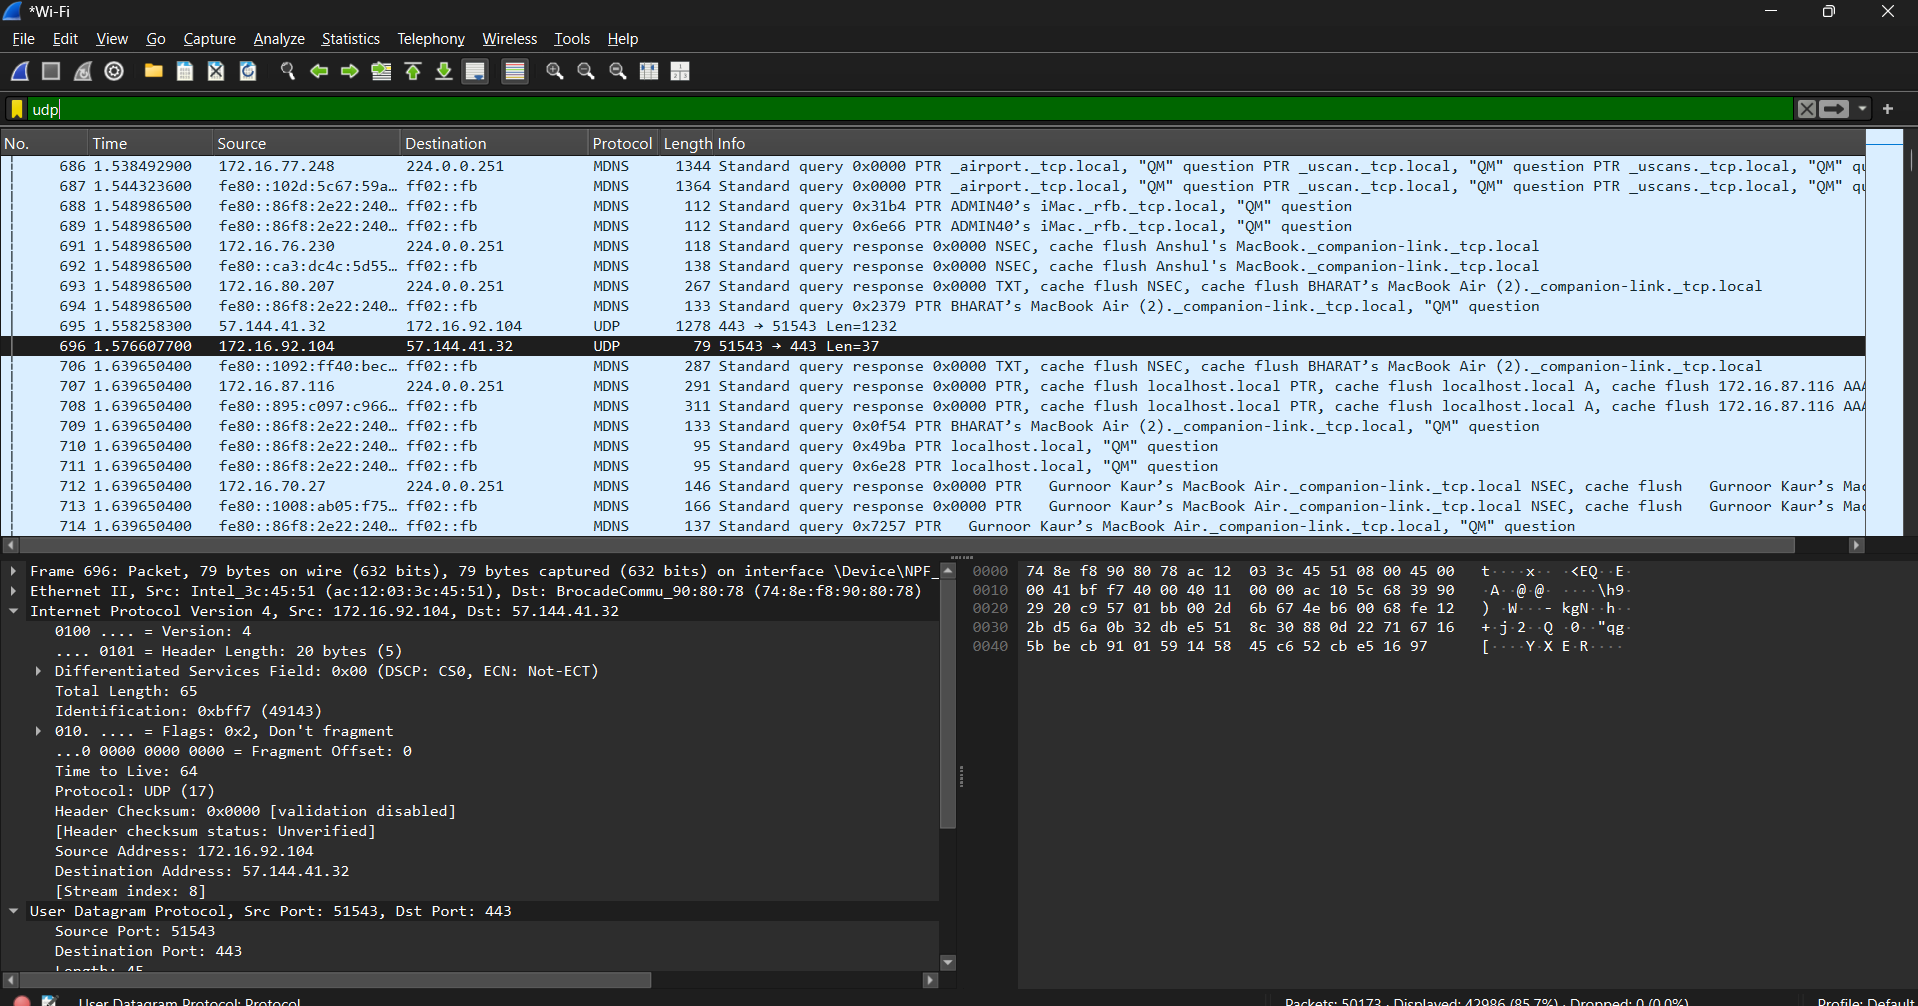 *Wi-Fi
File Edit View Go Capture Analyze Statistics Telephony Wireless Tools Help
udp
No. Time Source Destination Protocol Length Info
686 1.538492900 172.16.77.248 224.0.0.251 MDNS 1344 Standard query 0x0000 PTR _airport._tcp.local, "QM" question PTR _uscan._tcp.local, "QM" question PTR _uscans._tcp.local, "QM" qu
687 1.544323600 fe80::102d:5c67:59a… ff02::fb MDNS 1364 Standard query 0x0000 PTR _airport._tcp.local, "QM" question PTR _uscan._tcp.local, "QM" question PTR _uscans._tcp.local, "QM" qu
688 1.548986500 fe80::86f8:2e22:240… ff02::fb MDNS 112 Standard query 0x31b4 PTR ADMIN40’s iMac._rfb._tcp.local, "QM" question
689 1.548986500 fe80::86f8:2e22:240… ff02::fb MDNS 112 Standard query 0x6e66 PTR ADMIN40’s iMac._rfb._tcp.local, "QM" question
691 1.548986500 172.16.76.230 224.0.0.251 MDNS 118 Standard query response 0x0000 NSEC, cache flush Anshul's MacBook._companion-link._tcp.local
692 1.548986500 fe80::ca3:dc4c:5d55… ff02::fb MDNS 138 Standard query response 0x0000 NSEC, cache flush Anshul's MacBook._companion-link._tcp.local
693 1.548986500 172.16.80.207 224.0.0.251 MDNS 267 Standard query response 0x0000 TXT, cache flush NSEC, cache flush BHARAT’s MacBook Air (2)._companion-link._tcp.local
694 1.548986500 fe80::86f8:2e22:240… ff02::fb MDNS 133 Standard query 0x2379 PTR BHARAT’s MacBook Air (2)._companion-link._tcp.local, "QM" question
695 1.558258300 57.144.41.32 172.16.92.104 UDP 1278 443 → 51543 Len=1232
696 1.576607700 172.16.92.104 57.144.41.32 UDP 79 51543 → 443 Len=37
706 1.639650400 fe80::1092:ff40:bec… ff02::fb MDNS 287 Standard query response 0x0000 TXT, cache flush NSEC, cache flush BHARAT’s MacBook Air (2)._companion-link._tcp.local
707 1.639650400 172.16.87.116 224.0.0.251 MDNS 291 Standard query response 0x0000 PTR, cache flush localhost.local PTR, cache flush localhost.local A, cache flush 172.16.87.116 AAA
708 1.639650400 fe80::895:c097:c966… ff02::fb MDNS 311 Standard query response 0x0000 PTR, cache flush localhost.local PTR, cache flush localhost.local A, cache flush 172.16.87.116 AAA
709 1.639650400 fe80::86f8:2e22:240… ff02::fb MDNS 133 Standard query 0x0f54 PTR BHARAT’s MacBook Air (2)._companion-link._tcp.local, "QM" question
710 1.639650400 fe80::86f8:2e22:240… ff02::fb MDNS 95 Standard query 0x49ba PTR localhost.local, "QM" question
711 1.639650400 fe80::86f8:2e22:240… ff02::fb MDNS 95 Standard query 0x6e28 PTR localhost.local, "QM" question
712 1.639650400 172.16.70.27 224.0.0.251 MDNS 146 Standard query response 0x0000 PTR Gurnoor Kaur’s MacBook Air._companion-link._tcp.local NSEC, cache flush Gurnoor Kaur’s Mac
713 1.639650400 fe80::1008:ab05:f75… ff02::fb MDNS 166 Standard query response 0x0000 PTR Gurnoor Kaur’s MacBook Air._companion-link._tcp.local NSEC, cache flush Gurnoor Kaur’s Mac
714 1.639650400 fe80::86f8:2e22:240… ff02::fb MDNS 137 Standard query 0x7257 PTR Gurnoor Kaur’s MacBook Air._companion-link._tcp.local, "QM" question
Frame 696: Packet, 79 bytes on wire (632 bits), 79 bytes captured (632 bits) on interface \Device\NPF_
Ethernet II, Src: Intel_3c:45:51 (ac:12:03:3c:45:51), Dst: BrocadeCommu_90:80:78 (74:8e:f8:90:80:78)
Internet Protocol Version 4, Src: 172.16.92.104, Dst: 57.144.41.32
0100 .... = Version: 4
.... 0101 = Header Length: 20 bytes (5)
Differentiated Services Field: 0x00 (DSCP: CS0, ECN: Not-ECT)
Total Length: 65
Identification: 0xbff7 (49143)
010. .... = Flags: 0x2, Don't fragment
...0 0000 0000 0000 = Fragment Offset: 0
Time to Live: 64
Protocol: UDP (17)
Header Checksum: 0x0000 [validation disabled]
[Header checksum status: Unverified]
Source Address: 172.16.92.104
Destination Address: 57.144.41.32
[Stream index: 8]
User Datagram Protocol, Src Port: 51543, Dst Port: 443
Source Port: 51543
Destination Port: 443
Length: 45
0000 74 8e f8 90 80 78 ac 12 03 3c 45 51 08 00 45 00 t····x·· ·<EQ··E·
0010 00 41 bf f7 40 00 40 11 00 00 ac 10 5c 68 39 90 ·A··@·@· ····\h9·
0020 29 20 c9 57 01 bb 00 2d 6b 67 4e b6 00 68 fe 12 ) ·W···- kgN··h··
0030 2b d5 6a 0b 32 db e5 51 8c 30 88 0d 22 71 67 16 +·j·2··Q ·0··"qg·
0040 5b be cb 91 01 59 14 58 45 c6 52 cb e5 16 97 [····Y·X E·R····
User Datagram Protocol: Protocol
Packets: 50173 · Displayed: 42986 (85.7%) · Dropped: 0 (0.0%)
Profile: Default